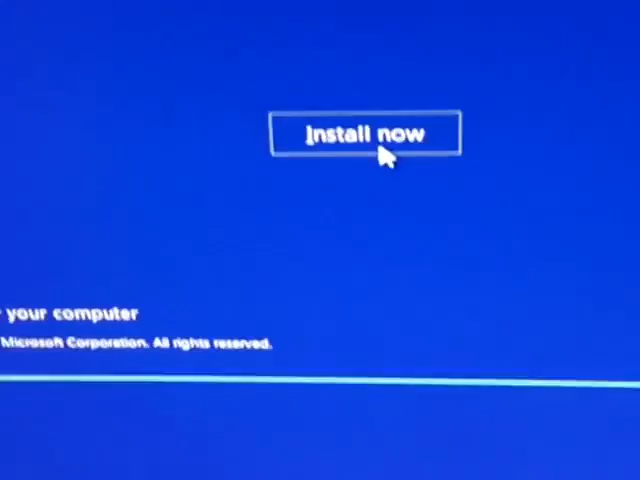 Install now
your computer
Microsoft Corporation. All rights reserved.